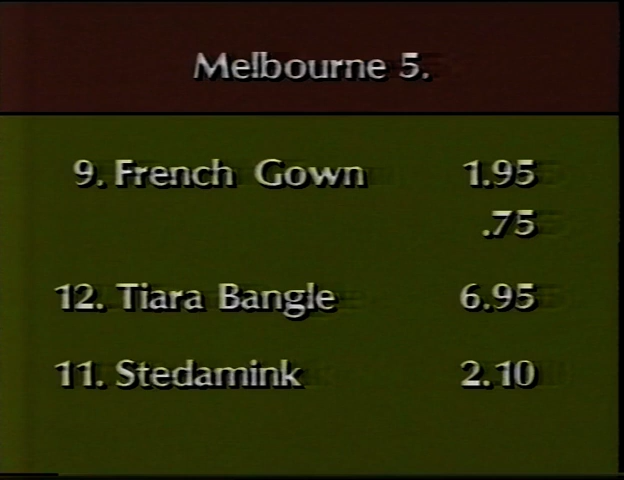 Melbourne 5.
9. French Gown 1.95
.75
12. Tiara Bangle 6.95
11. Stedamink 2.10